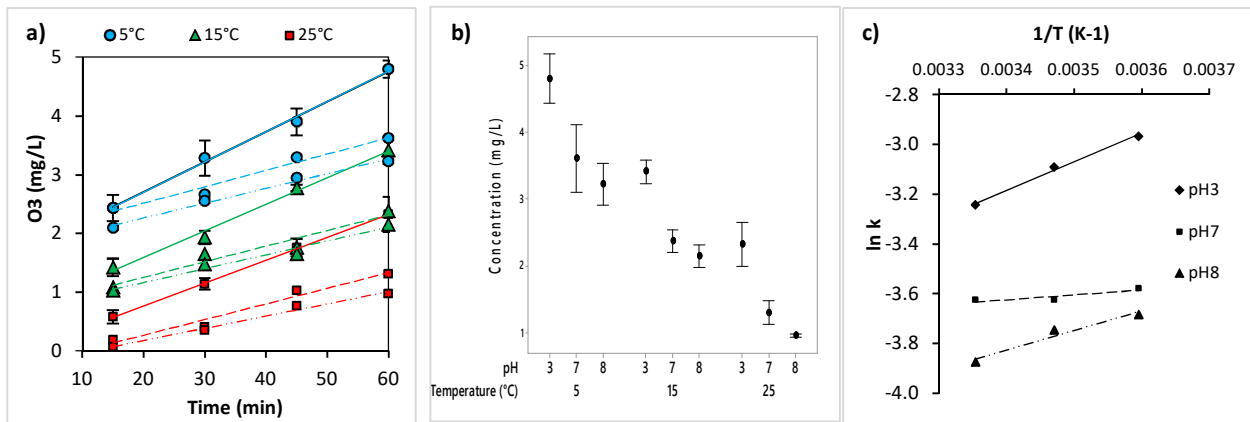 a)
5°C 15°C 25°C
O3 (mg/L)
5
4
3
2
1
0
10 20 30 40 50 60
Time (min)
b)
Concentration (mg/L)
5
4
3
2
1
pH 3 7 8 3 7 8 3 7 8
Temperature (°C) 5 15 25
c)
1/T (K-1)
0.0033 0.0034 0.0035 0.0036 0.0037
ln k
-2.8
-3.0
-3.2
-3.4
-3.6
-3.8
-4.0
pH3
pH7
pH8